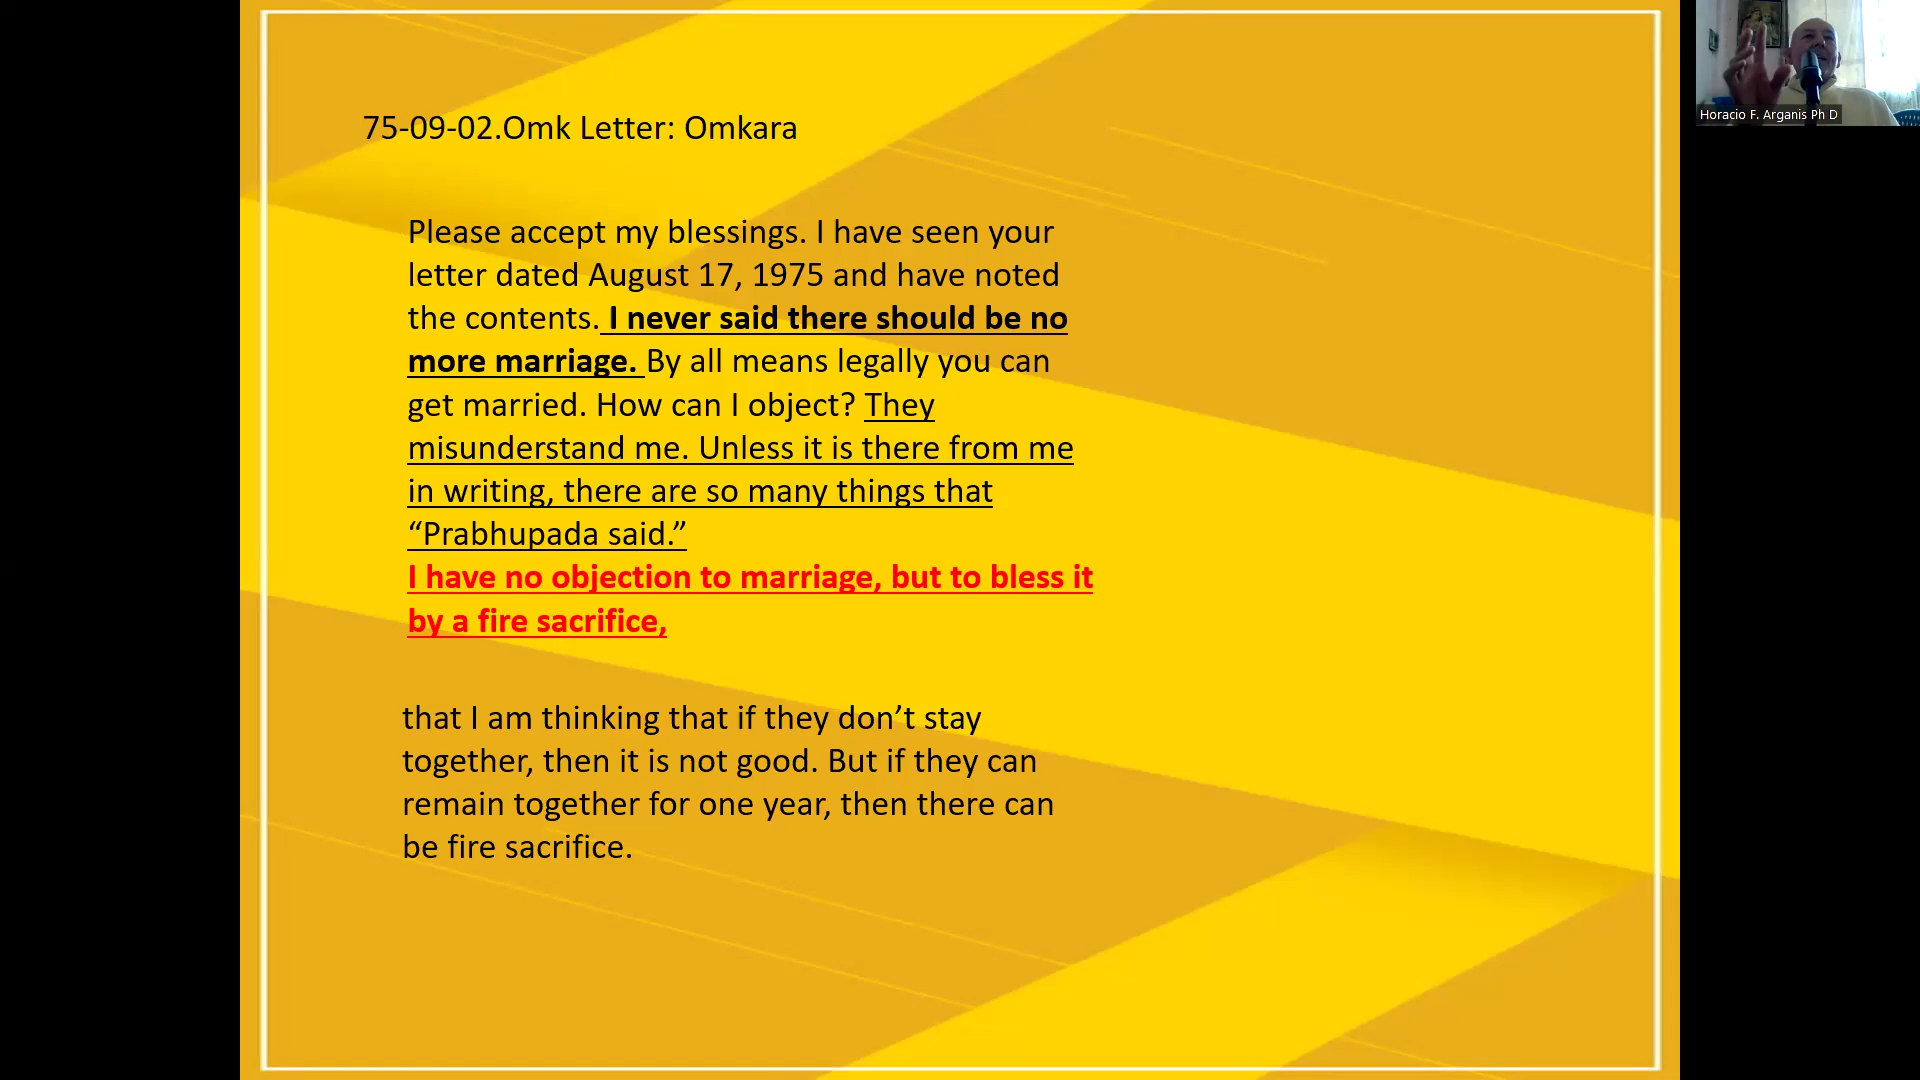 75-09-02.Omk Letter: Omkara
Please accept my blessings. I have seen your
letter dated August 17, 1975 and have noted
the contents. I never said there should be no
more marriage. By all means legally you can
get married. How can I object? They
misunderstand me. Unless it is there from me
in writing, there are so many things that
“Prabhupada said.”
I have no objection to marriage, but to bless it
by a fire sacrifice,
that I am thinking that if they don’t stay
together, then it is not good. But if they can
remain together for one year, then there can
be fire sacrifice.
Horacio F. Arganis Ph D